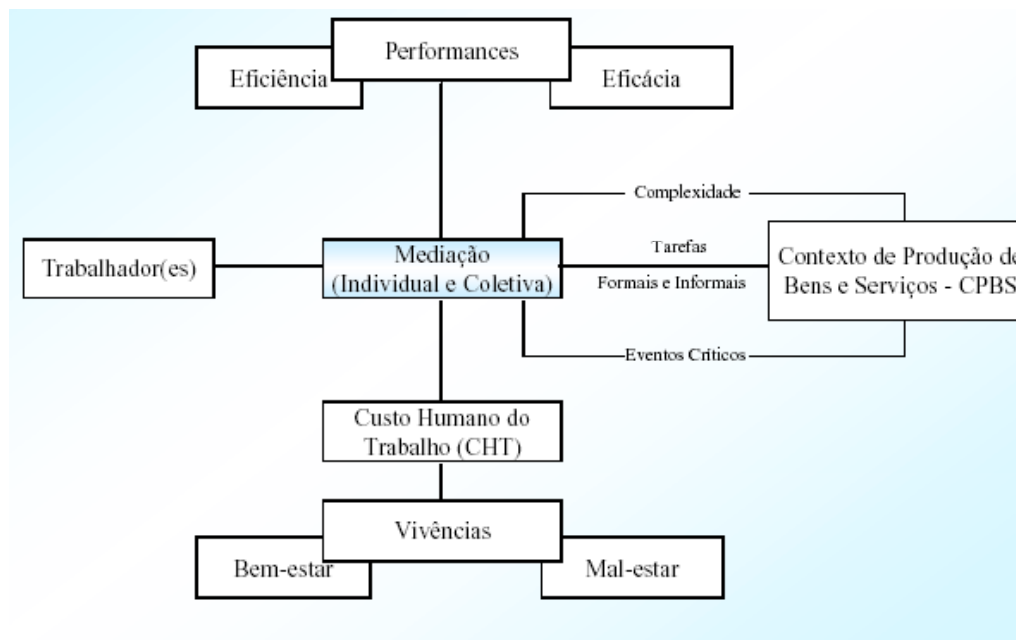 Performances
Eficiência
Eficácia
Complexidade
Trabalhador(es)
Mediação
(Individual e Coletiva)
Tarefas
Formais e Informais
Contexto de Produção de
Bens e Serviços - CPBS
Eventos Críticos
Custo Humano do
Trabalho (CHT)
Vivências
Bem-estar
Mal-estar